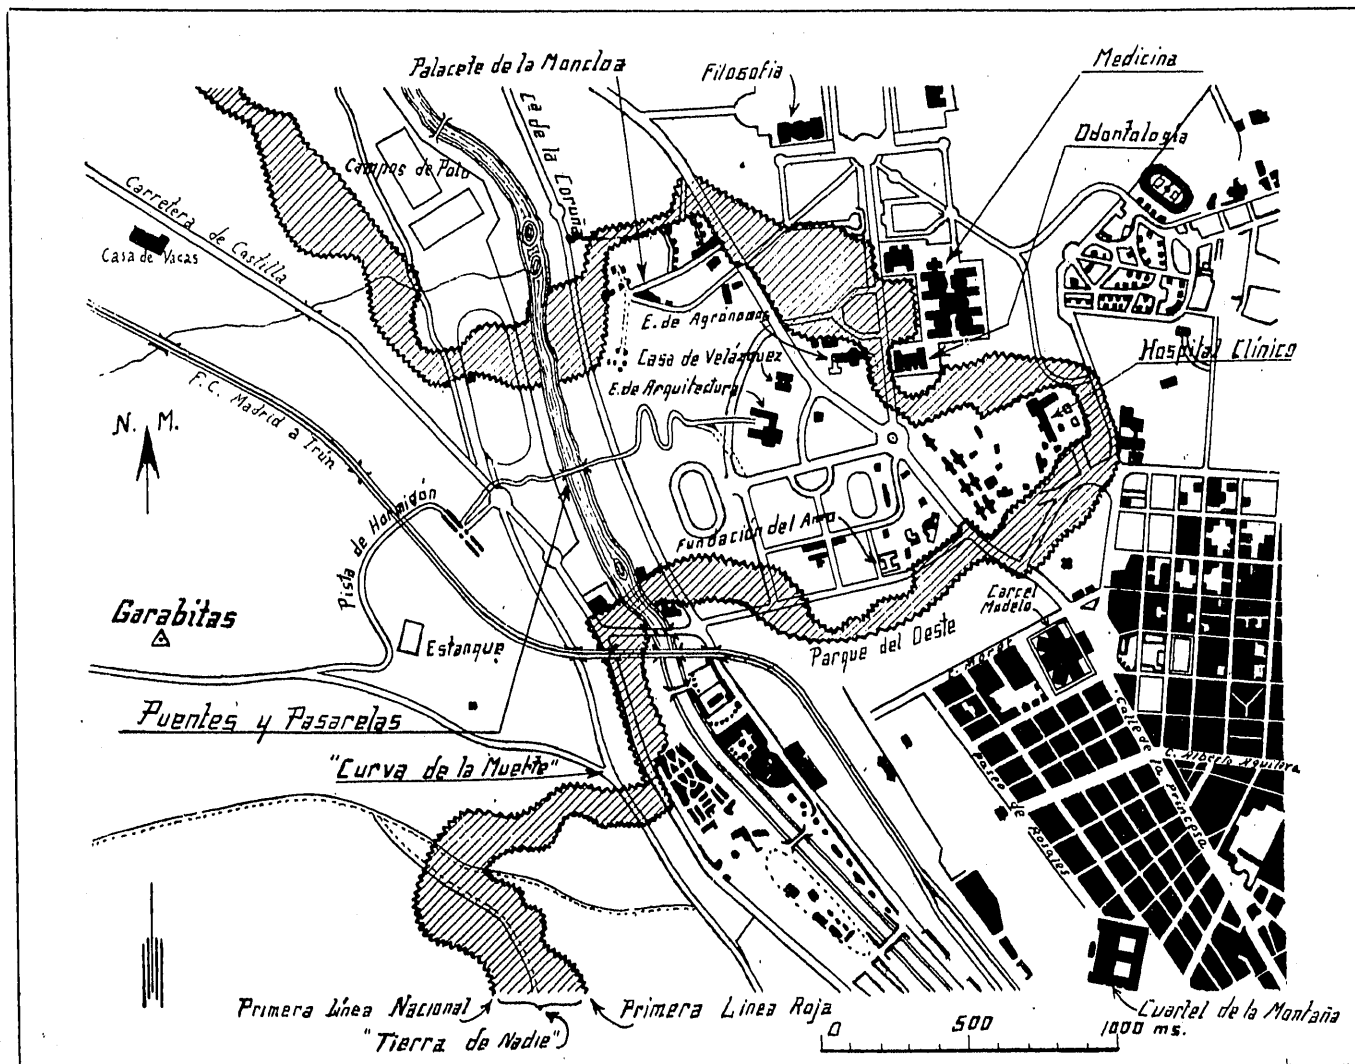 Palacete de la Moncloa
Filosofia
Medicina
Odontología
Cra de la Coruña
Campos de Polo
Carretera de Castilla
Casa de Vacas
E. de Agrónomos
Casa de Velázquez
E. de Arquitectura
Hospital Clínico
F.C. Madrid a Irún
N. M.
Pista de Hormigón
Fundación del Amo
Garabitas
Estanque
Carcel
Modelo
Parque del Oeste
Moret
Puentes y Pasarelas
"Curva de la Muerte"
Calle de la Princesa
C. Alberto Aguilera
Paseo de Rosales
Primera Línea Nacional
Primera Linea Roja
"Tierra de Nadie"
Cuartel de la Montaña
0 500 1000 ms.